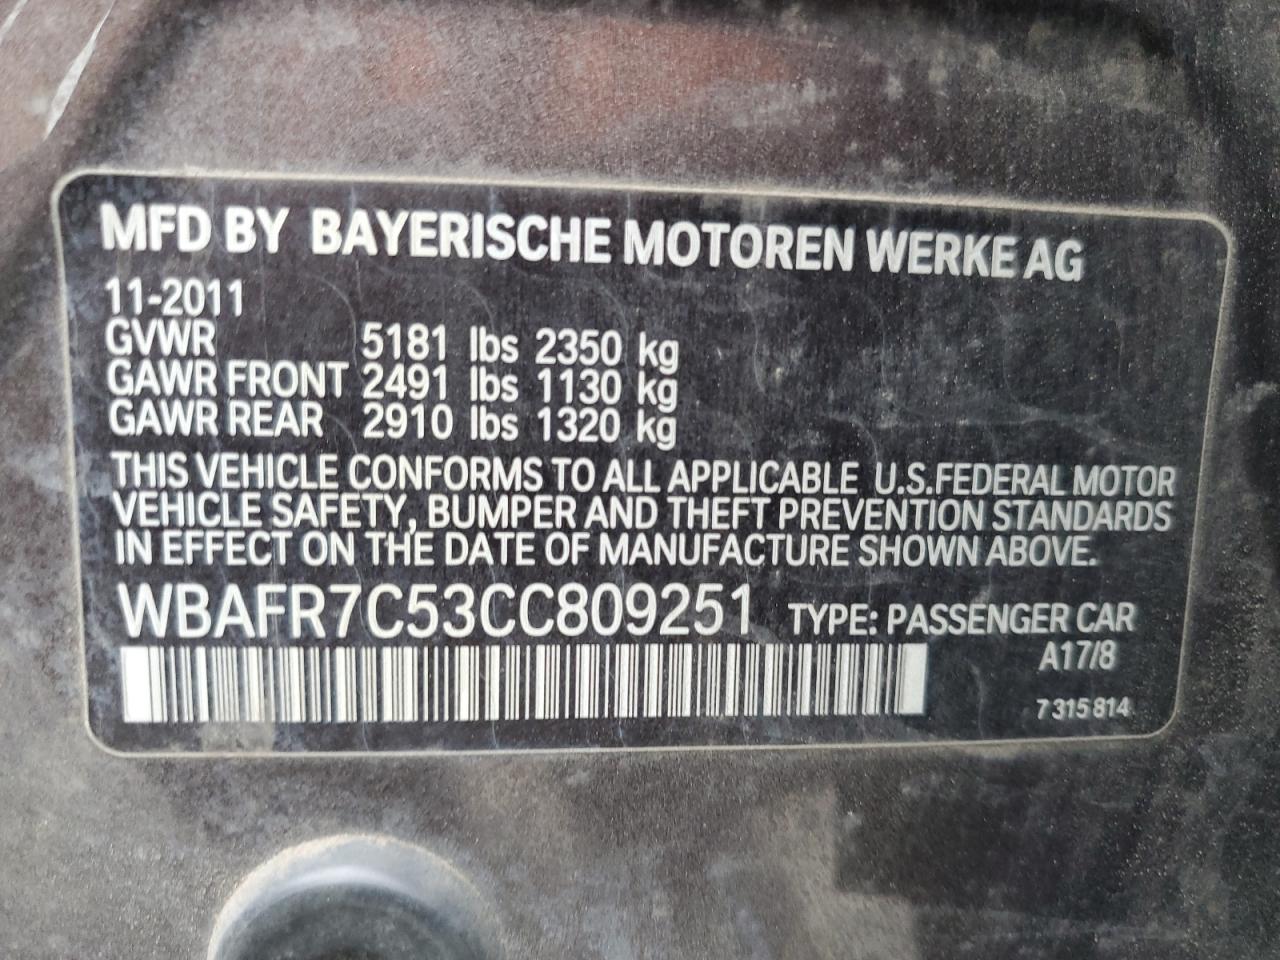 MFD BY BAYERISCHE MOTOREN WERKE AG
11-2011
GVWR 5181 lbs 2350 kg
GAWR FRONT 2491 lbs 1130 kg
GAWR REAR 2910 lbs 1320 kg
THIS VEHICLE CONFORMS TO ALL APPLICABLE U.S.FEDERAL MOTOR
VEHICLE SAFETY, BUMPER AND THEFT PREVENTION STANDARDS
IN EFFECT ON THE DATE OF MANUFACTURE SHOWN ABOVE.
WBAFR7C53CC809251 TYPE: PASSENGER CAR
A17/8
7 315 814